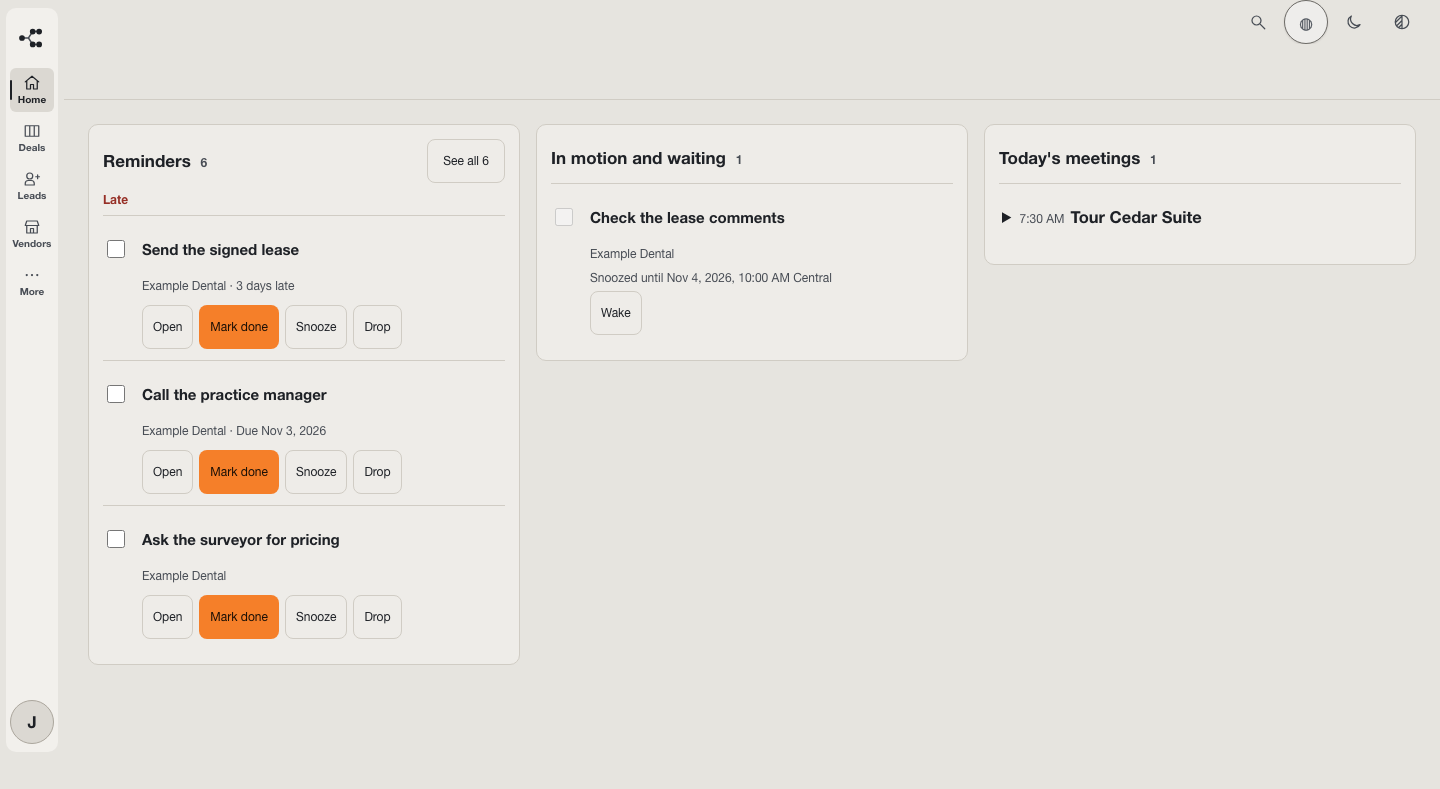 Home
Deals
Leads
Vendors
More
J
Reminders 6
See all 6
Late
Send the signed lease
Example Dental · 3 days late
Open Mark done Snooze Drop
Call the practice manager
Example Dental · Due Nov 3, 2026
Open Mark done Snooze Drop
Ask the surveyor for pricing
Example Dental
Open Mark done Snooze Drop
In motion and waiting 1
Check the lease comments
Example Dental
Snoozed until Nov 4, 2026, 10:00 AM Central
Wake
Today's meetings 1
7:30 AM Tour Cedar Suite